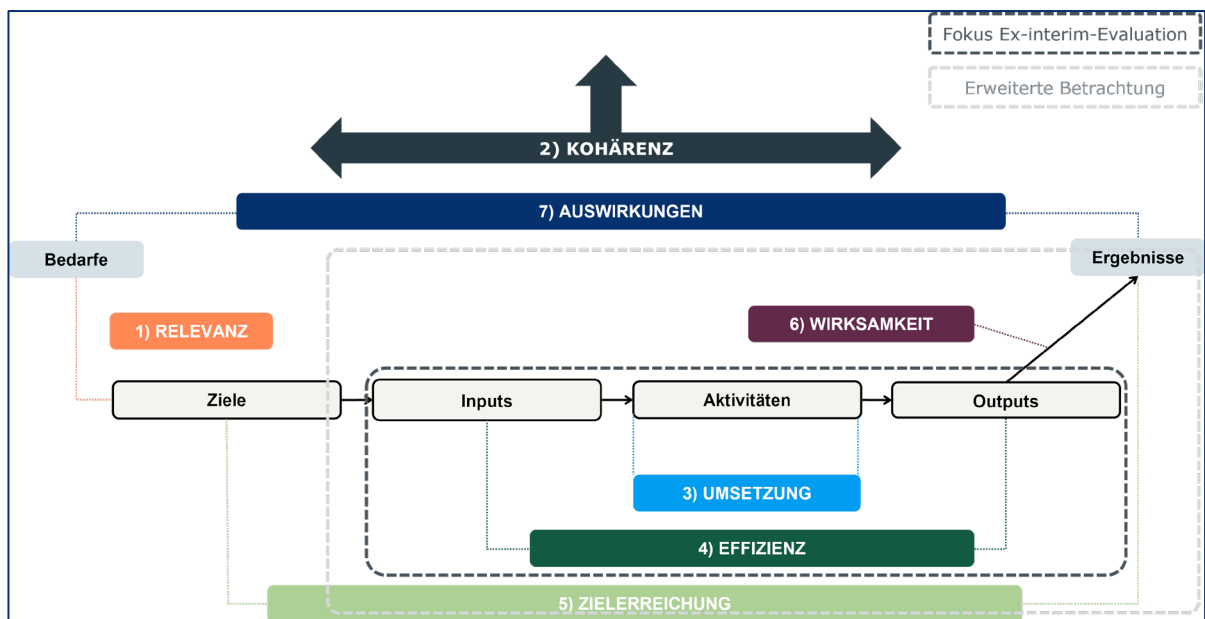 Fokus Ex-interim-Evaluation
Erweiterte Betrachtung
2) KOHÄRENZ
7) AUSWIRKUNGEN
Bedarfe
Ergebnisse
1) RELEVANZ
6) WIRKSAMKEIT
Ziele
Inputs
Aktivitäten
Outputs
3) UMSETZUNG
4) EFFIZIENZ
5) ZIELERREICHUNG